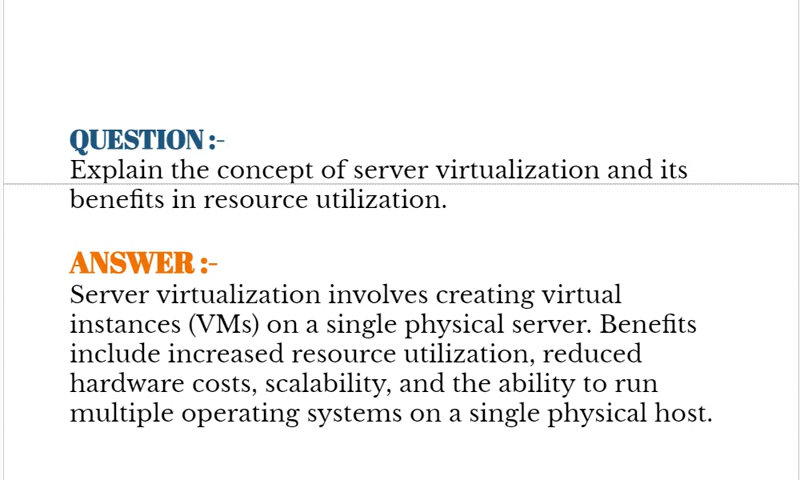 QUESTION :-
Explain the concept of server virtualization and its
benefits in resource utilization.
ANSWER :-
Server virtualization involves creating virtual
instances (VMs) on a single physical server. Benefits
include increased resource utilization, reduced
hardware costs, scalability, and the ability to run
multiple operating systems on a single physical host.